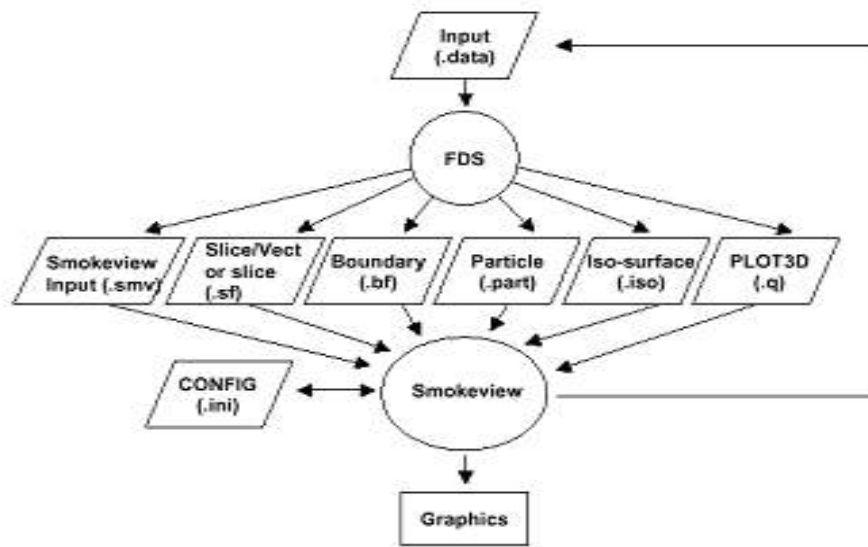 Input
(.data)
FDS
Smokeview
Input (.smv)
Slice/Vect
or slice
(.sf)
Boundary
(.bf)
Particle
(.part)
Iso-surface
(.iso)
PLOT3D
(.q)
CONFIG
(.ini)
Smokeview
Graphics